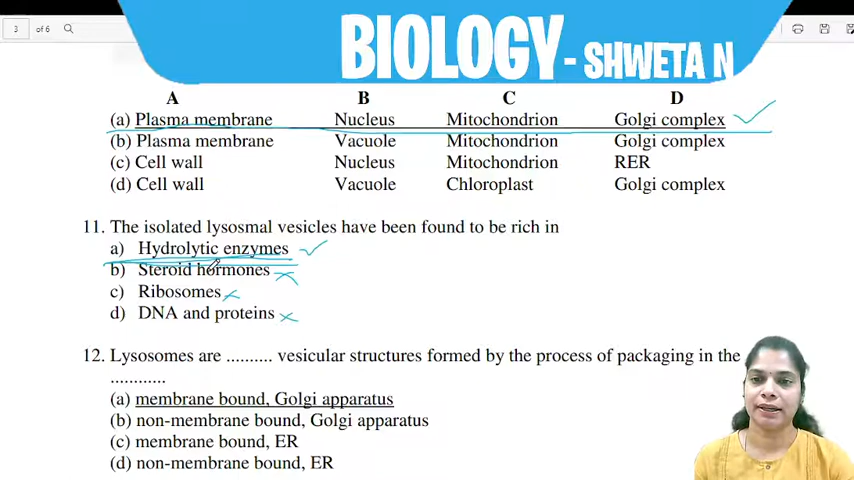 3 of 6
BIOLOGY - SHWETA N
A B C D
(a) Plasma membrane Nucleus Mitochondrion Golgi complex
(b) Plasma membrane Vacuole Mitochondrion Golgi complex
(c) Cell wall Nucleus Mitochondrion RER
(d) Cell wall Vacuole Chloroplast Golgi complex
11. The isolated lysosmal vesicles have been found to be rich in
a) Hydrolytic enzymes
b) Steroid hormones
c) Ribosomes
d) DNA and proteins
12. Lysosomes are .......... vesicular structures formed by the process of packaging in the
............
(a) membrane bound, Golgi apparatus
(b) non-membrane bound, Golgi apparatus
(c) membrane bound, ER
(d) non-membrane bound, ER